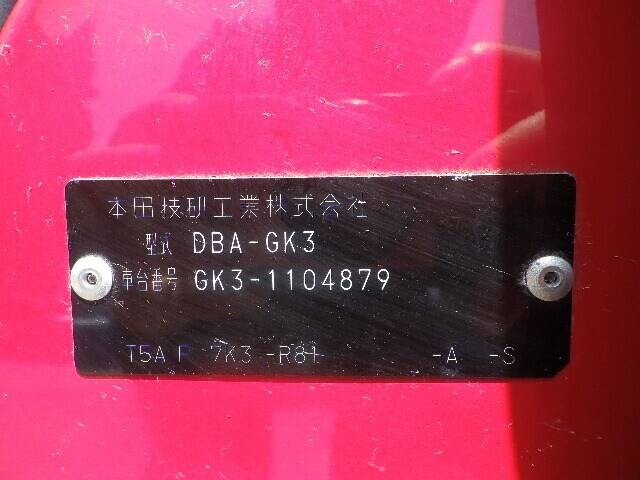 本田技研工業株式会社
型式 DBA-GK3
車台番号 GK3-1104879
T5A F 7K3 -R81 -A -S